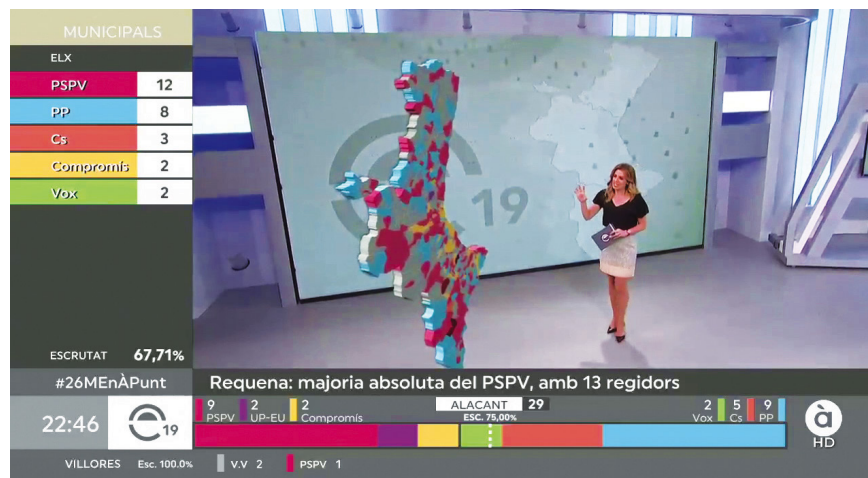 MUNICIPALS
ELX
PSPV 12
PP 8
Cs 3
Compromís 2
Vox 2
ESCRUTAT 67,71%
19
#26MEnÀPunt
Requena: majoria absoluta del PSPV, amb 13 regidors
22:46
19
9 PSPV
2 UP-EU
2 Compromís
ALACANT 29
ESC. 75,00%
2 Vox
5 Cs
9 PP
à
HD
VILLORES Esc. 100.0% V.V 2 PSPV 1